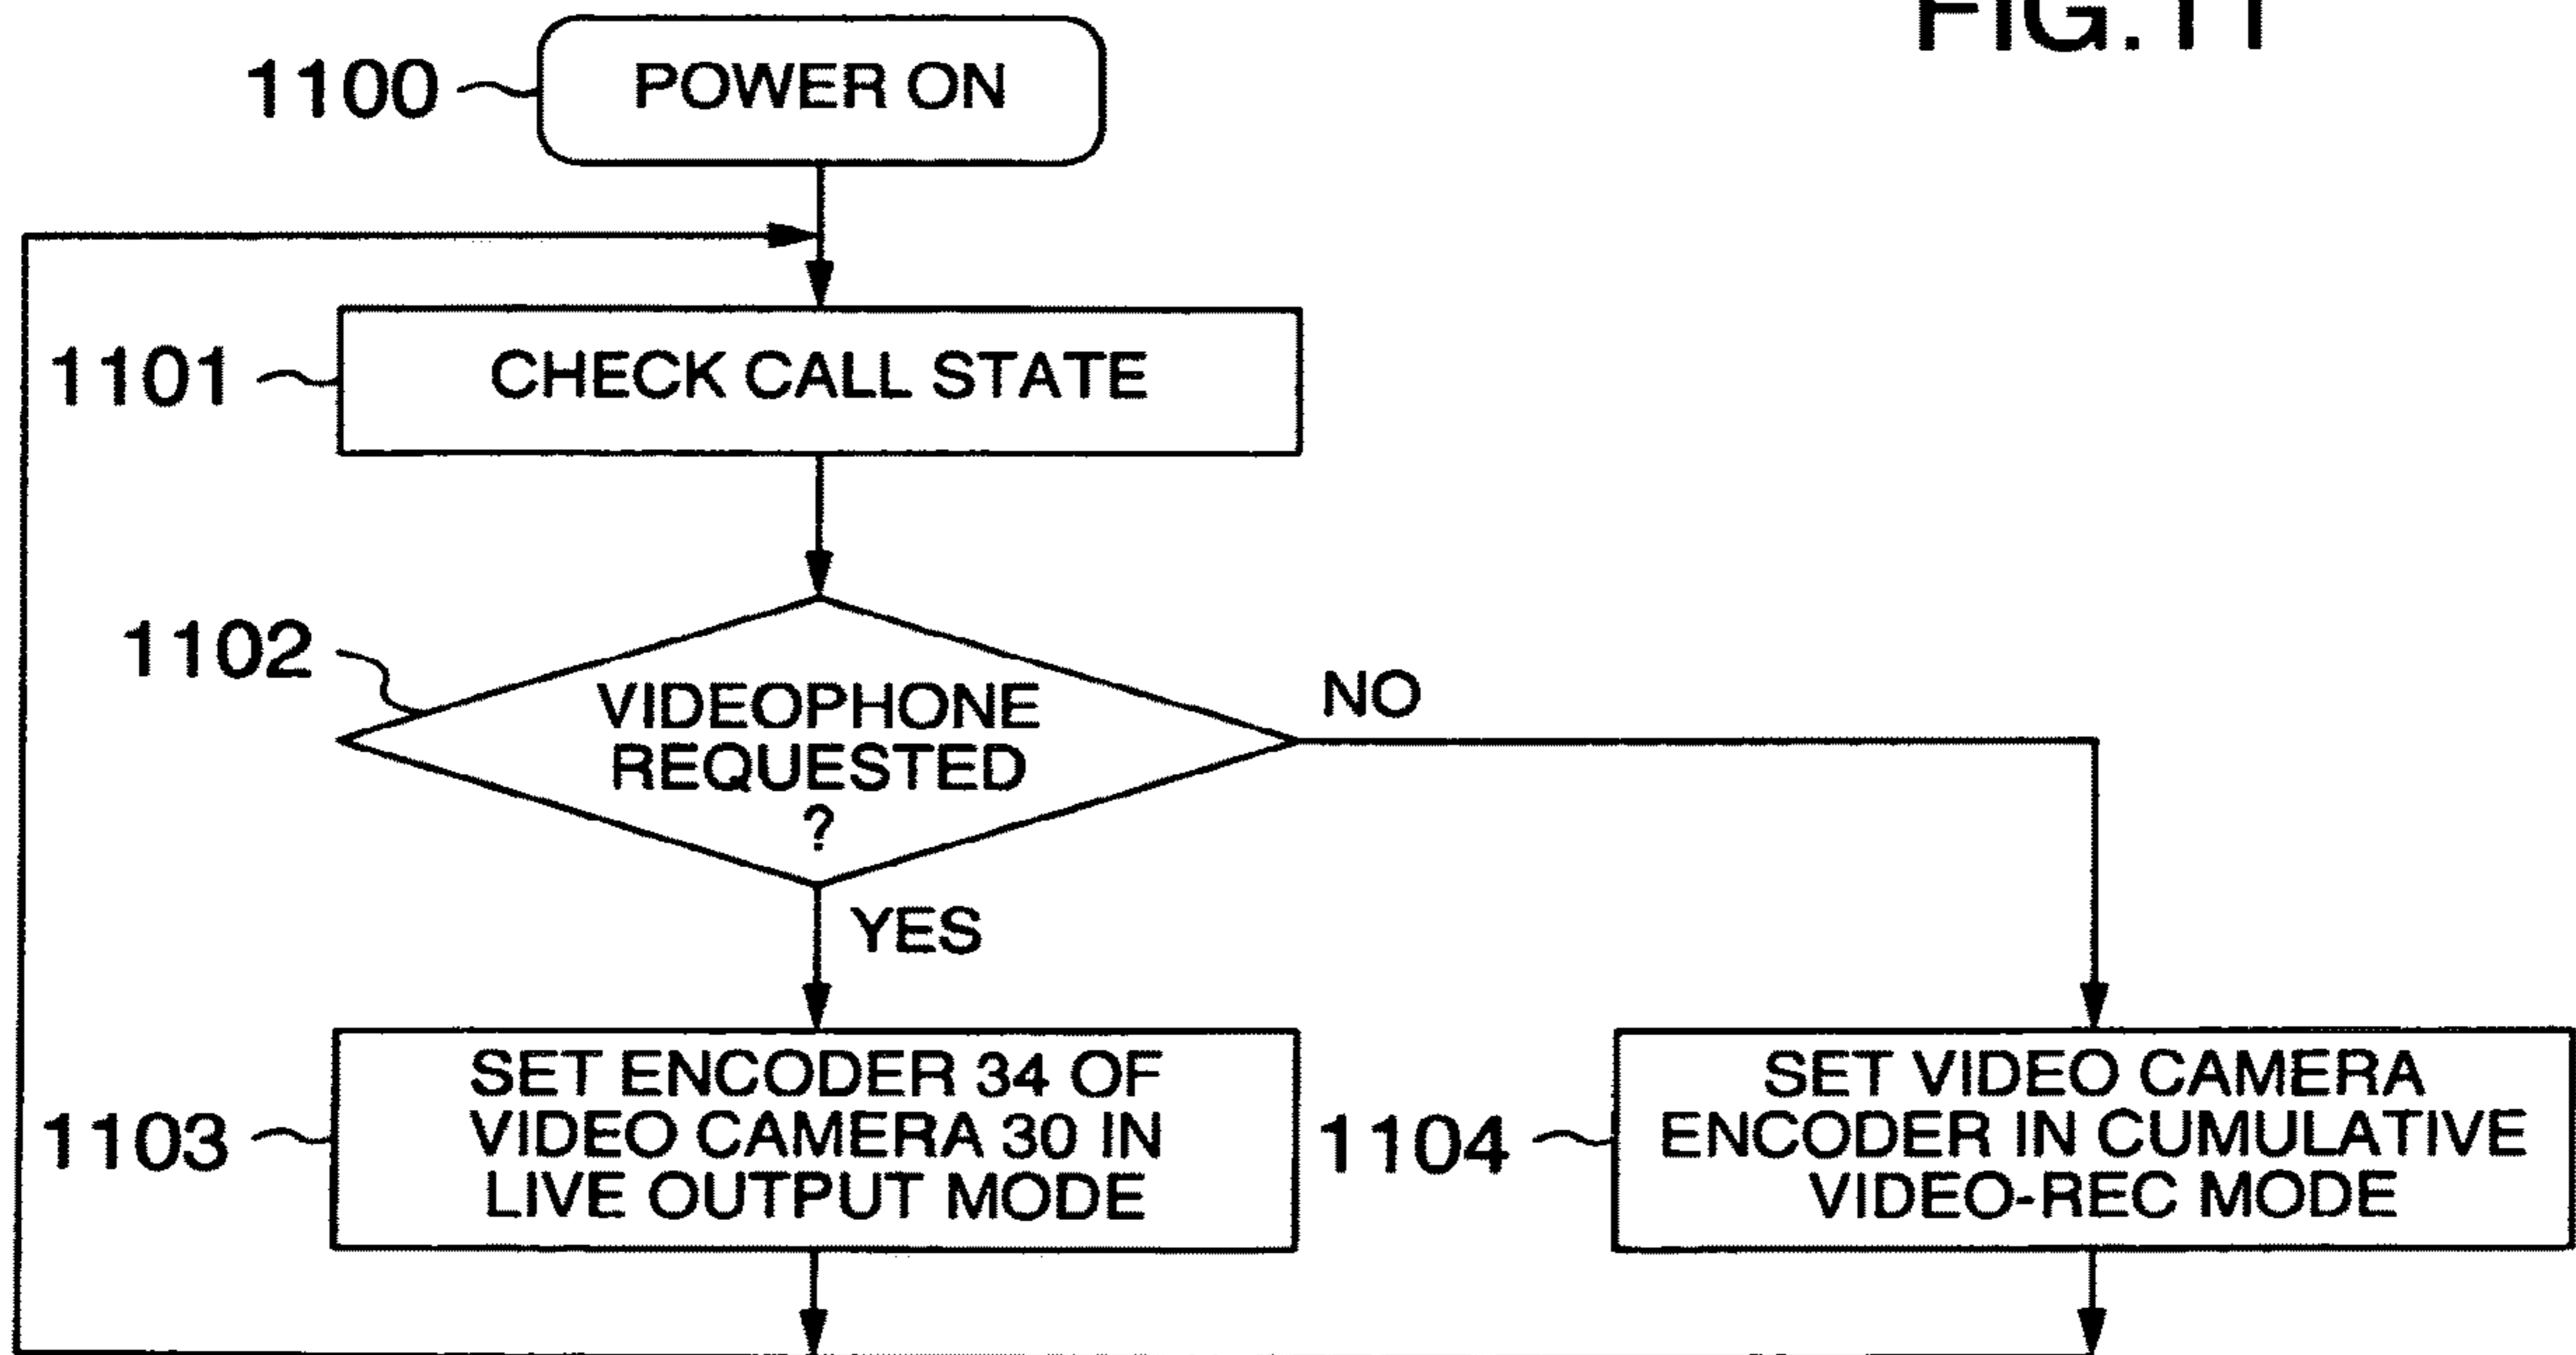 FIG.11
1100
POWER ON
1101
CHECK CALL STATE
1102
VIDEOPHONE
REQUESTED
?
NO
YES
1103
SET ENCODER 34 OF
VIDEO CAMERA 30 IN
LIVE OUTPUT MODE
1104
SET VIDEO CAMERA
ENCODER IN CUMULATIVE
VIDEO-REC MODE